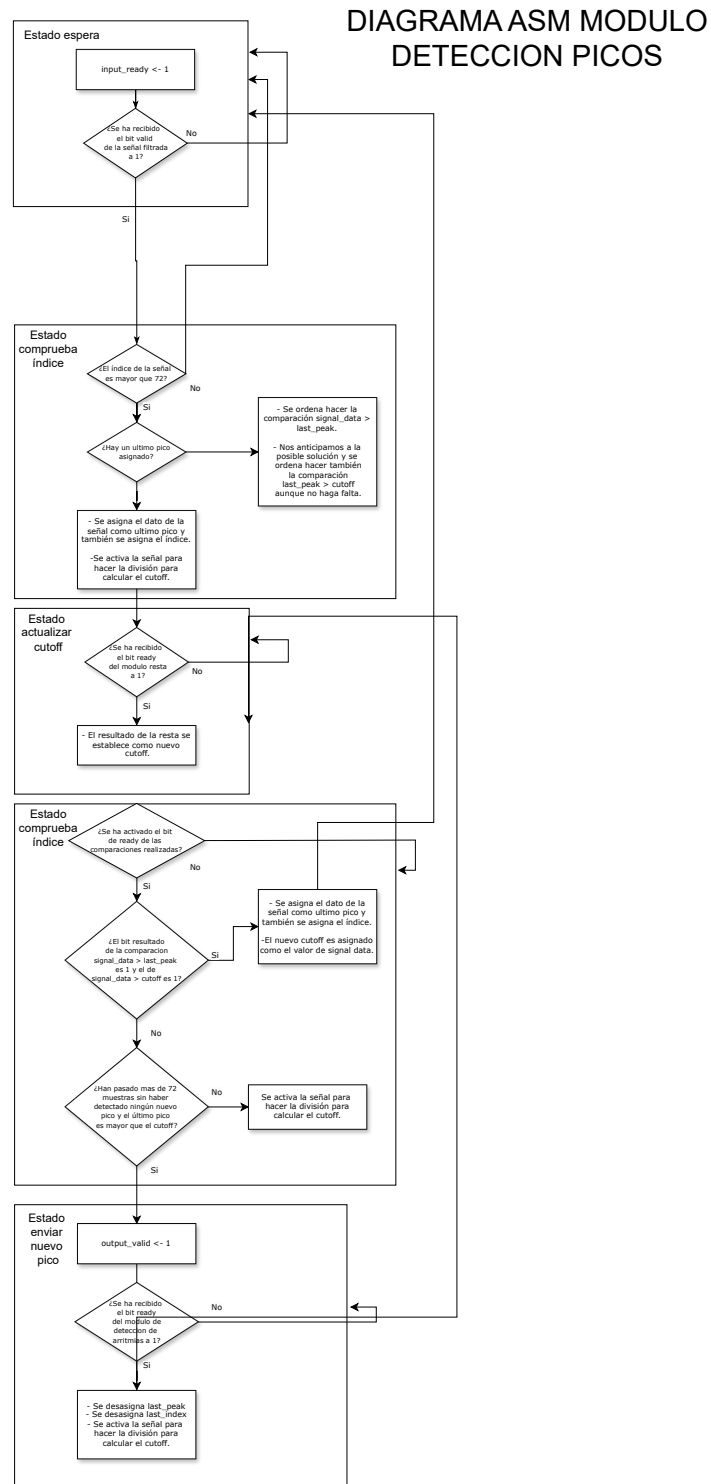 DIAGRAMA ASM MODULO
DETECCION PICOS
Estado espera
input_ready <- 1
¿Se ha recibido
el bit valid
de la señal filtrada
a 1?
No
Si
Estado
comprueba
índice
¿El índice de la señal
es mayor que 72?
No
Si
¿Hay un ultimo pico
asignado?
- Se ordena hacer la
comparación signal_data >
last_peak.
- Nos anticipamos a la
posible solución y se
ordena hacer también
la comparación
last_peak > cutoff
aunque no haga falta.
- Se asigna el dato de la
señal como ultimo pico y
también se asigna el índice.
-Se activa la señal para
hacer la división para
calcular el cutoff.
Estado
actualizar
cutoff
¿Se ha recibido
el bit ready
del modulo resta
a 1?
No
Si
- El resultado de la resta se
establece como nuevo
cutoff.
Estado
comprueba
índice
¿Se ha activado el bit
de ready de las
comparaciones realizadas?
No
Si
¿El bit resultado
de la comparacion
signal_data > last_peak
es 1 y el de
signal_data > cutoff es 1?
Si
- Se asigna el dato de la
señal como ultimo pico y
también se asigna el índice.
-El nuevo cutoff es asignado
como el valor de signal data.
No
¿Han pasado mas de 72
muestras sin haber
detectado ningún nuevo
pico y el último pico
es mayor que el cutoff?
No
Se activa la señal para
hacer la división para
calcular el cutoff.
Si
Estado
enviar
nuevo
pico
output_valid <- 1
¿Se ha recibido
el bit ready
del modulo de
deteccion de
arritmias a 1?
No
Si
- Se desasigna last_peak
- Se desasigna last_index
- Se activa la señal para
hacer la división para
calcular el cutoff.